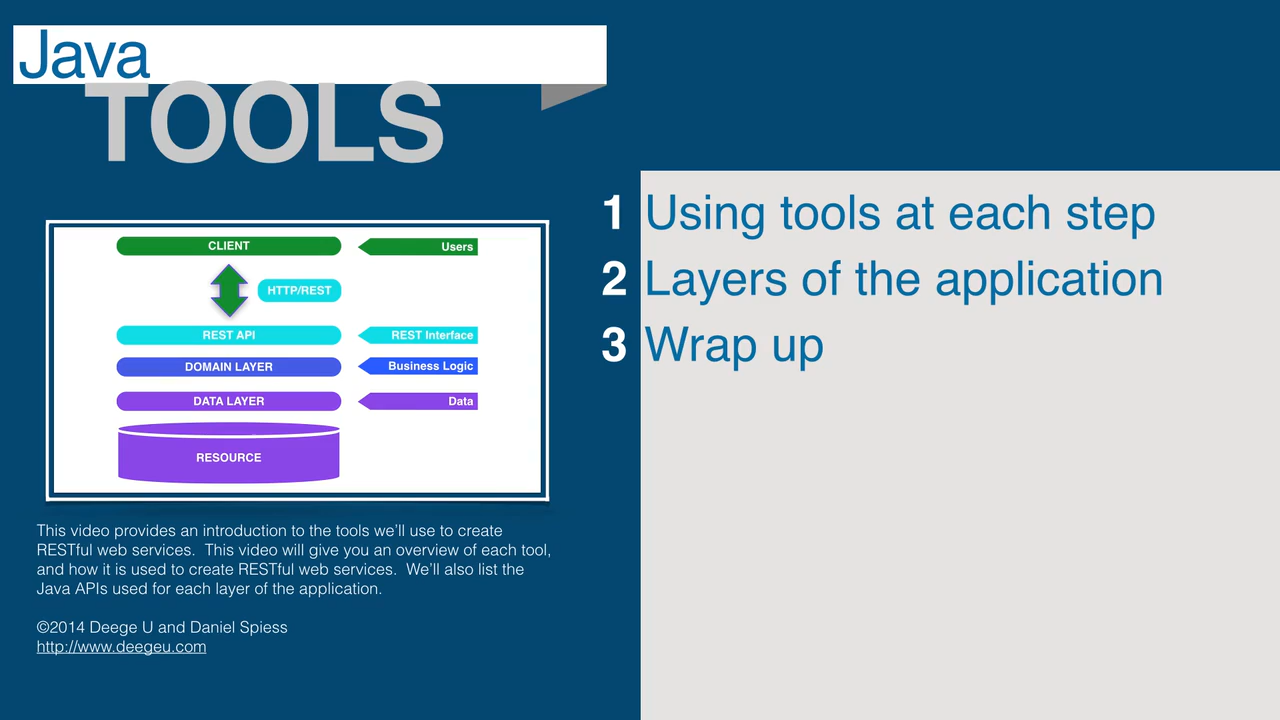 Java
TOOLS
CLIENT
Users
HTTP/REST
REST API
REST Interface
DOMAIN LAYER
Business Logic
DATA LAYER
Data
RESOURCE
This video provides an introduction to the tools we’ll use to create
RESTful web services.  This video will give you an overview of each tool,
and how it is used to create RESTful web services.  We’ll also list the
Java APIs used for each layer of the application.
©2014 Deege U and Daniel Spiess
http://www.deegeu.com
1 Using tools at each step
2 Layers of the application
3 Wrap up